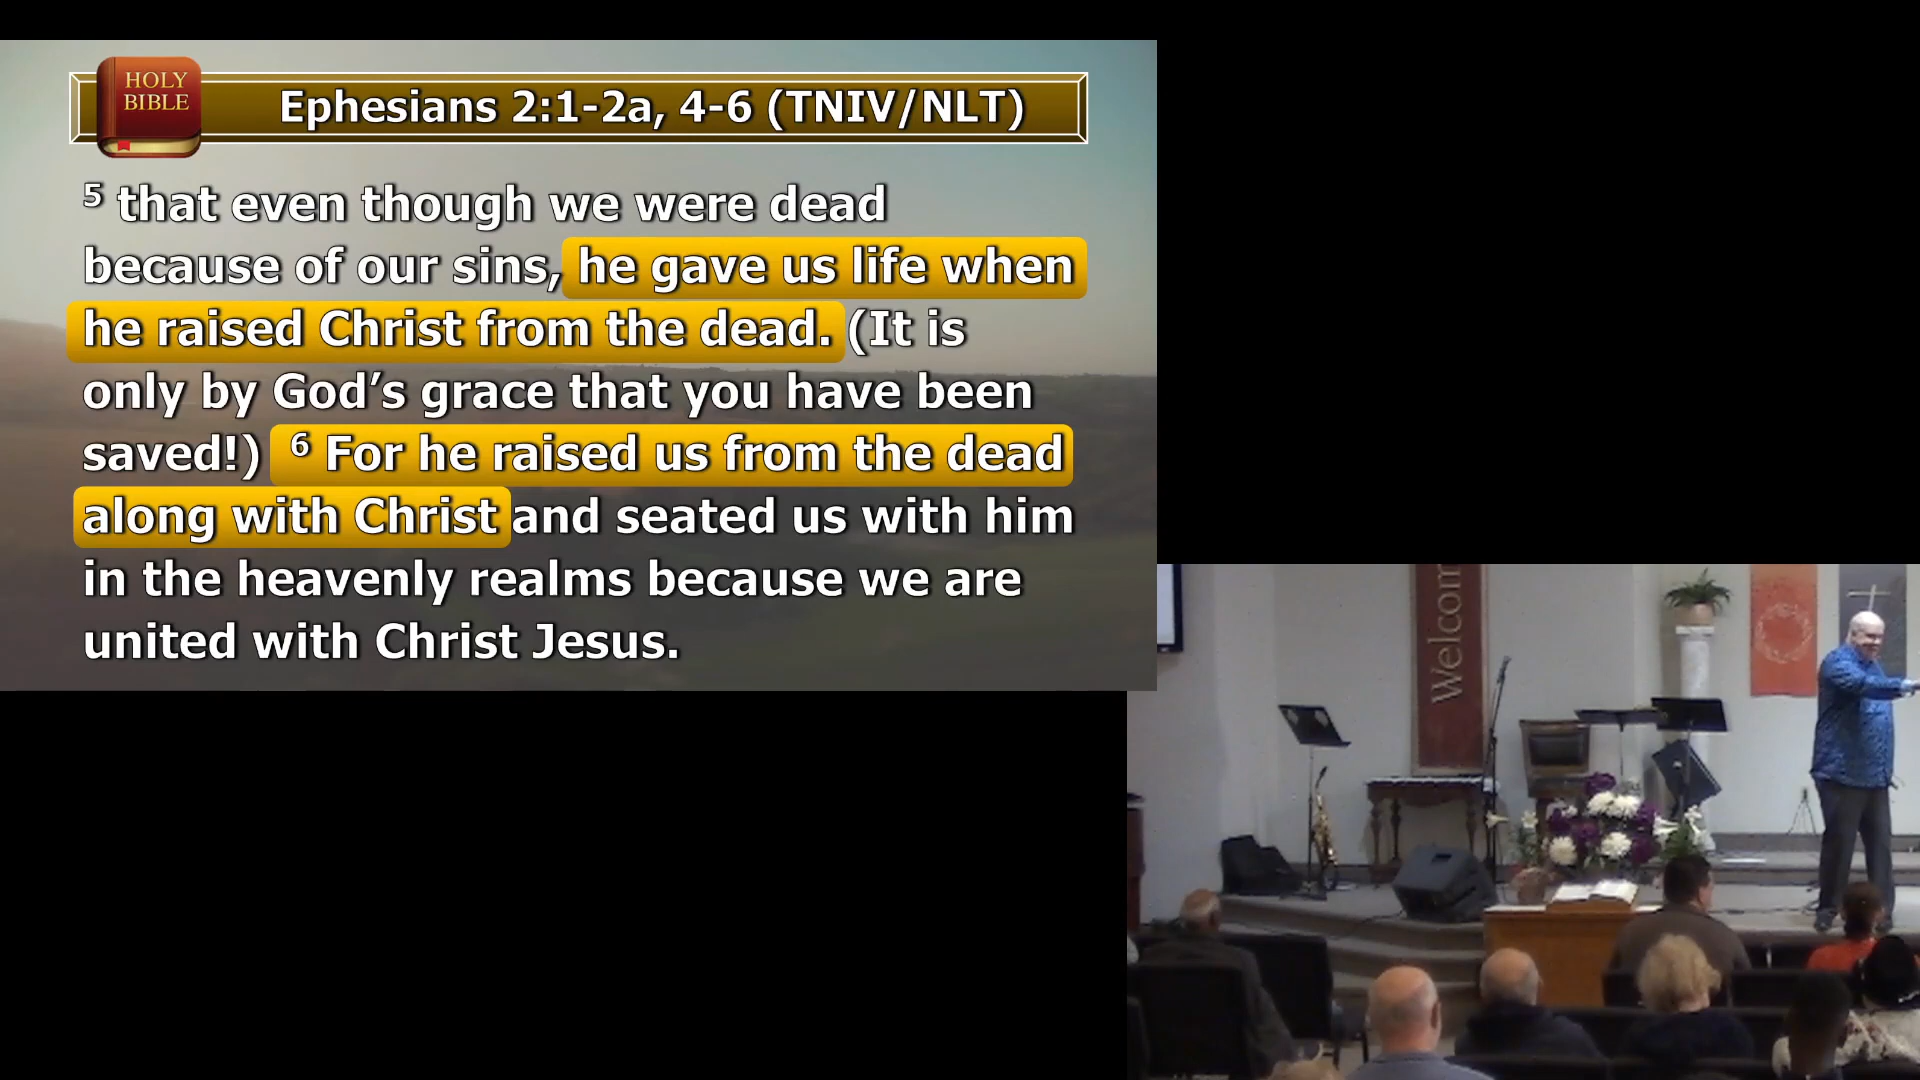 HOLY
BIBLE
Ephesians 2:1-2a, 4-6 (TNIV/NLT)
5 that even though we were dead
because of our sins, he gave us life when
he raised Christ from the dead. (It is
only by God’s grace that you have been
saved!) 6 For he raised us from the dead
along with Christ and seated us with him
in the heavenly realms because we are
united with Christ Jesus.
Welcom